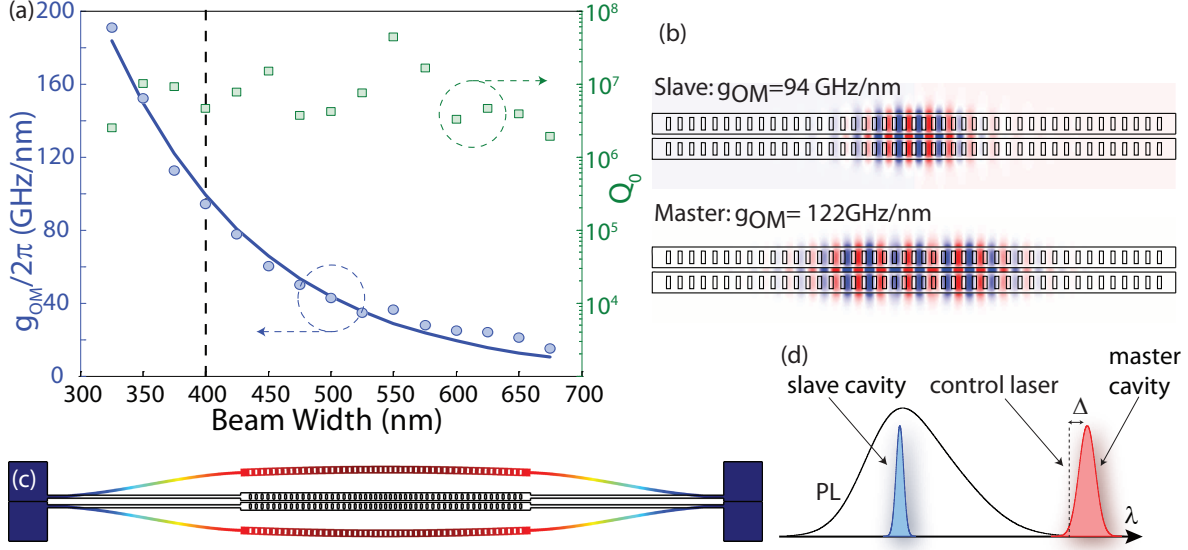 (a)
200
160
120
80
40
0
g_OM/2π (GHz/nm)
300
350
400
450
500
550
600
650
700
Beam Width (nm)
10^8
10^7
10^6
10^5
10^4
Q_0
(b)
Slave: g_OM=94 GHz/nm
Master: g_OM= 122GHz/nm
(c)
(d)
slave cavity
control laser
master
cavity
Δ
PL
λ